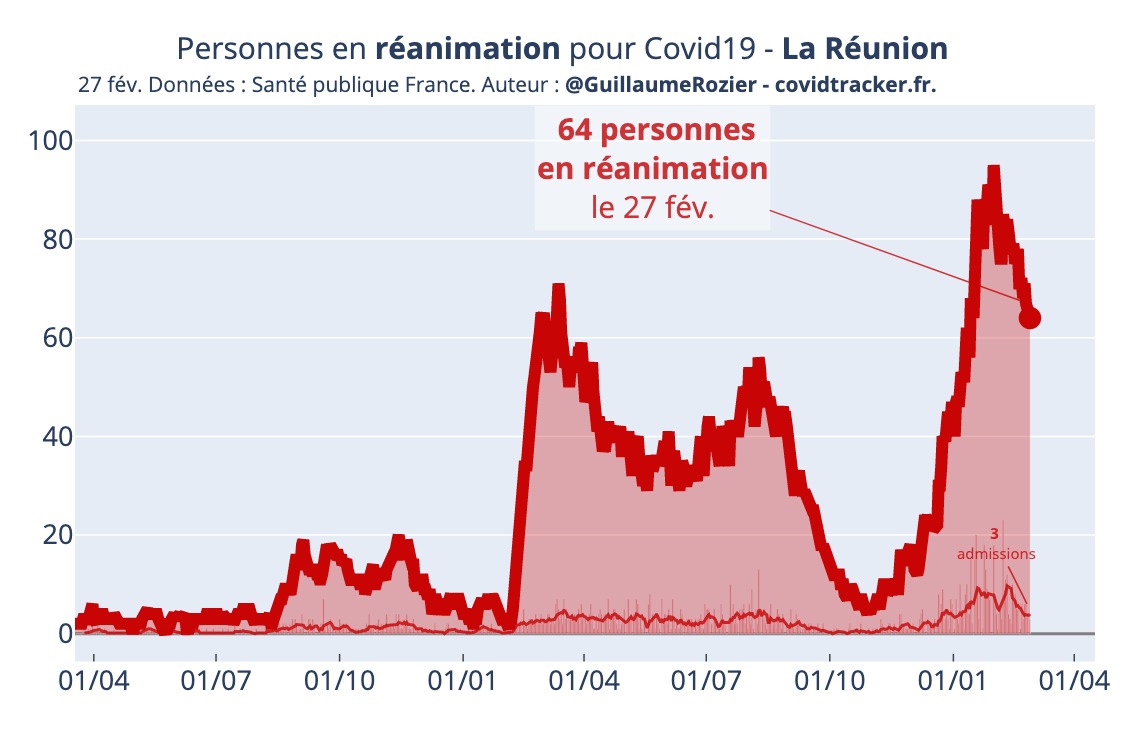 Personnes en réanimation pour Covid19 - La Réunion
27 fév. Données : Santé publique France. Auteur : @GuillaumeRozier - covidtracker.fr.
64 personnes
en réanimation
le 27 fév.
100
80
60
40
20
0
3
admissions
01/04 01/07 01/10 01/01 01/04 01/07 01/10 01/01 01/04